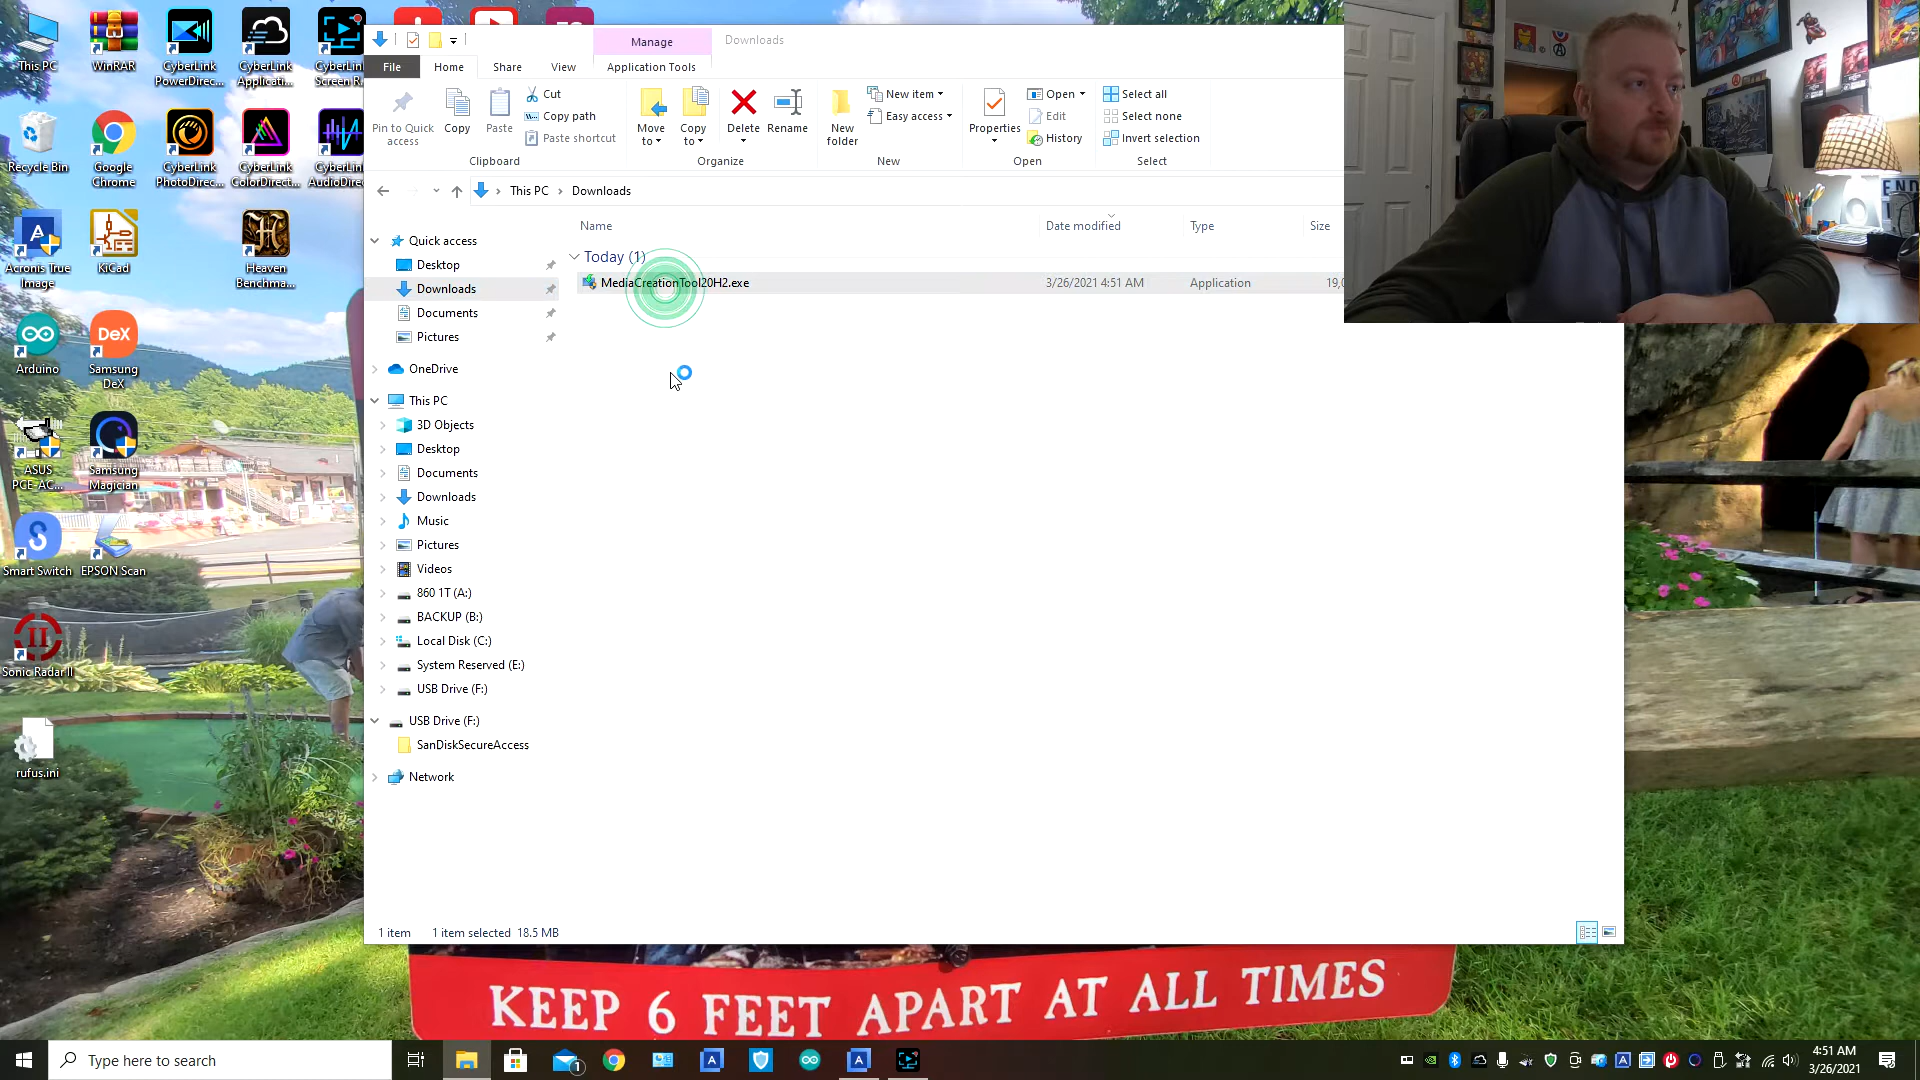 This PC
WinRAR
CyberLink PowerDirec...
CyberLink Applicati...
CyberLin Screen R
Recycle Bin
Google Chrome
CyberLink PhotoDirec...
CyberLink ColorDirect...
CyberLin AudioDire
Acronis True Image
KiCad
Heaven Benchma...
Arduino
DeX
Samsung DeX
ASUS PCE-AC...
Samsung Magician
Smart Switch
EPSON Scan
Sonic Radar II
rufus.ini
Manage
Downloads
File
Home
Share
View
Application Tools
Pin to Quick access
Copy
Paste
Cut
Copy path
Paste shortcut
Clipboard
Move to
Copy to
Delete
Rename
Organize
New folder
New item
Easy access
New
Properties
Open
Edit
History
Open
Select all
Select none
Invert selection
Select
This PC > Downloads
Name
Date modified
Type
Size
Today (1)
MediaCreationTool20H2.exe
3/26/2021 4:51 AM
Application
19,0
Quick access
Desktop
Downloads
Documents
Pictures
OneDrive
This PC
3D Objects
Desktop
Documents
Downloads
Music
Pictures
Videos
860 1T (A:)
BACKUP (B:)
Local Disk (C:)
System Reserved (E:)
USB Drive (F:)
USB Drive (F:)
SanDiskSecureAccess
Network
1 item
1 item selected 18.5 MB
KEEP 6 FEET APART AT ALL TIMES
Type here to search
1
4:51 AM
3/26/2021